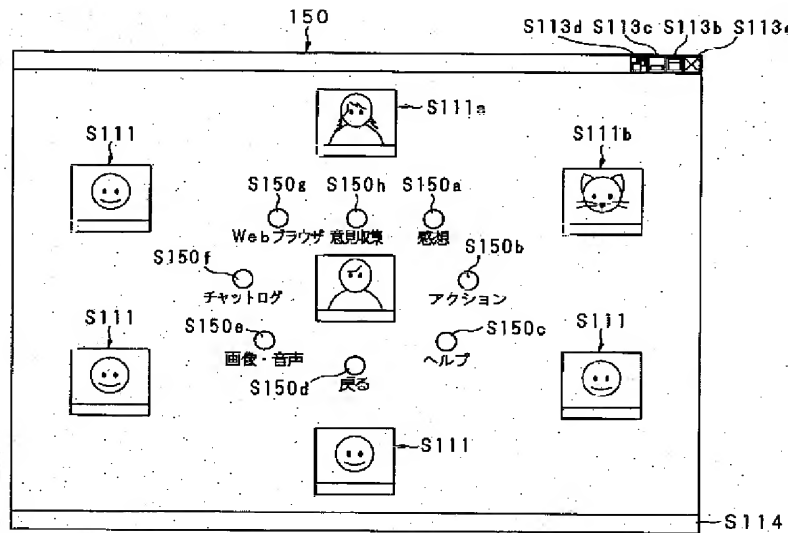 150
S113d S113c S113b S113a
S111a
S111
S111b
S150g S150h S150a
Webブラウザ 意見収集 感想
S150b
S150f
チャットログ
アクション
S111
S150e
S150c
S111
画像・音声
ヘルプ
S150d
戻る
S111
S114